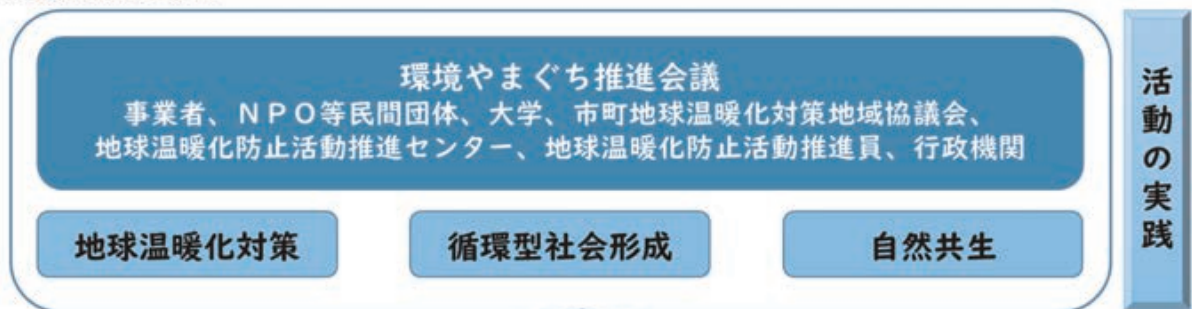 環境やまぐち推進会議
事業者、ＮＰＯ等民間団体、大学、市町地球温暖化対策地域協議会、
地球温暖化防止活動推進センター、地球温暖化防止活動推進員、行政機関
地球温暖化対策
循環型社会形成
自然共生
活動の実践